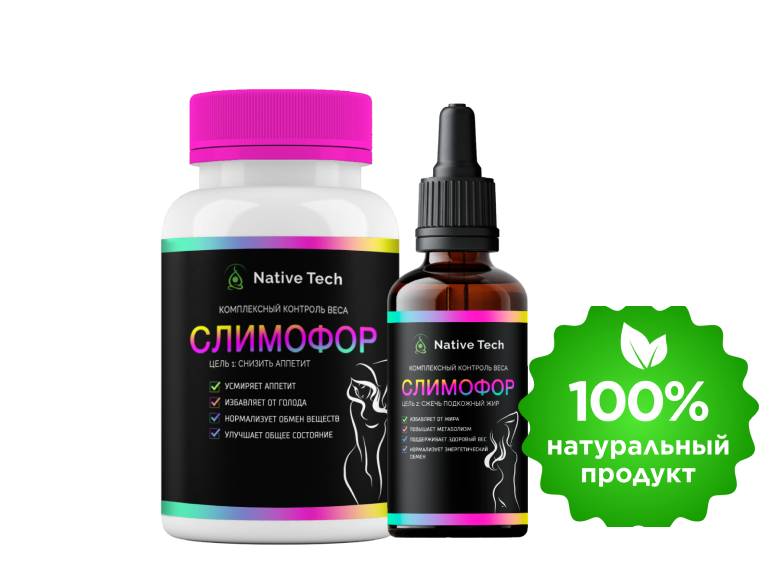 Native Tech
КОМПЛЕКСНЫЙ КОНТРОЛЬ ВЕСА
СЛИМОФОР
ЦЕЛЬ 1: СНИЗИТЬ АППЕТИТ
УСМИРЯЕТ АППЕТИТ
ИЗБАВЛЯЕТ ОТ ГОЛОДА
НОРМАЛИЗУЕТ ОБМЕН ВЕЩЕСТВ
УЛУЧШАЕТ ОБЩЕЕ СОСТОЯНИЕ
Native Tech
КОМПЛЕКСНЫЙ КОНТРОЛЬ ВЕСА
СЛИМОФОР
ЦЕЛЬ 2: СЖЕЧЬ ПОДКОЖНЫЙ ЖИР
ИЗБАВЛЯЕТ ОТ ЖИРА
ПОВЫШАЕТ МЕТАБОЛИЗМ
ПОДДЕРЖИВАЕТ ЗДОРОВЫЙ ВЕС
НОРМАЛИЗУЕТ ЭНЕРГЕТИЧЕСКИЙ
ОБМЕН
100%
натуральный
продукт